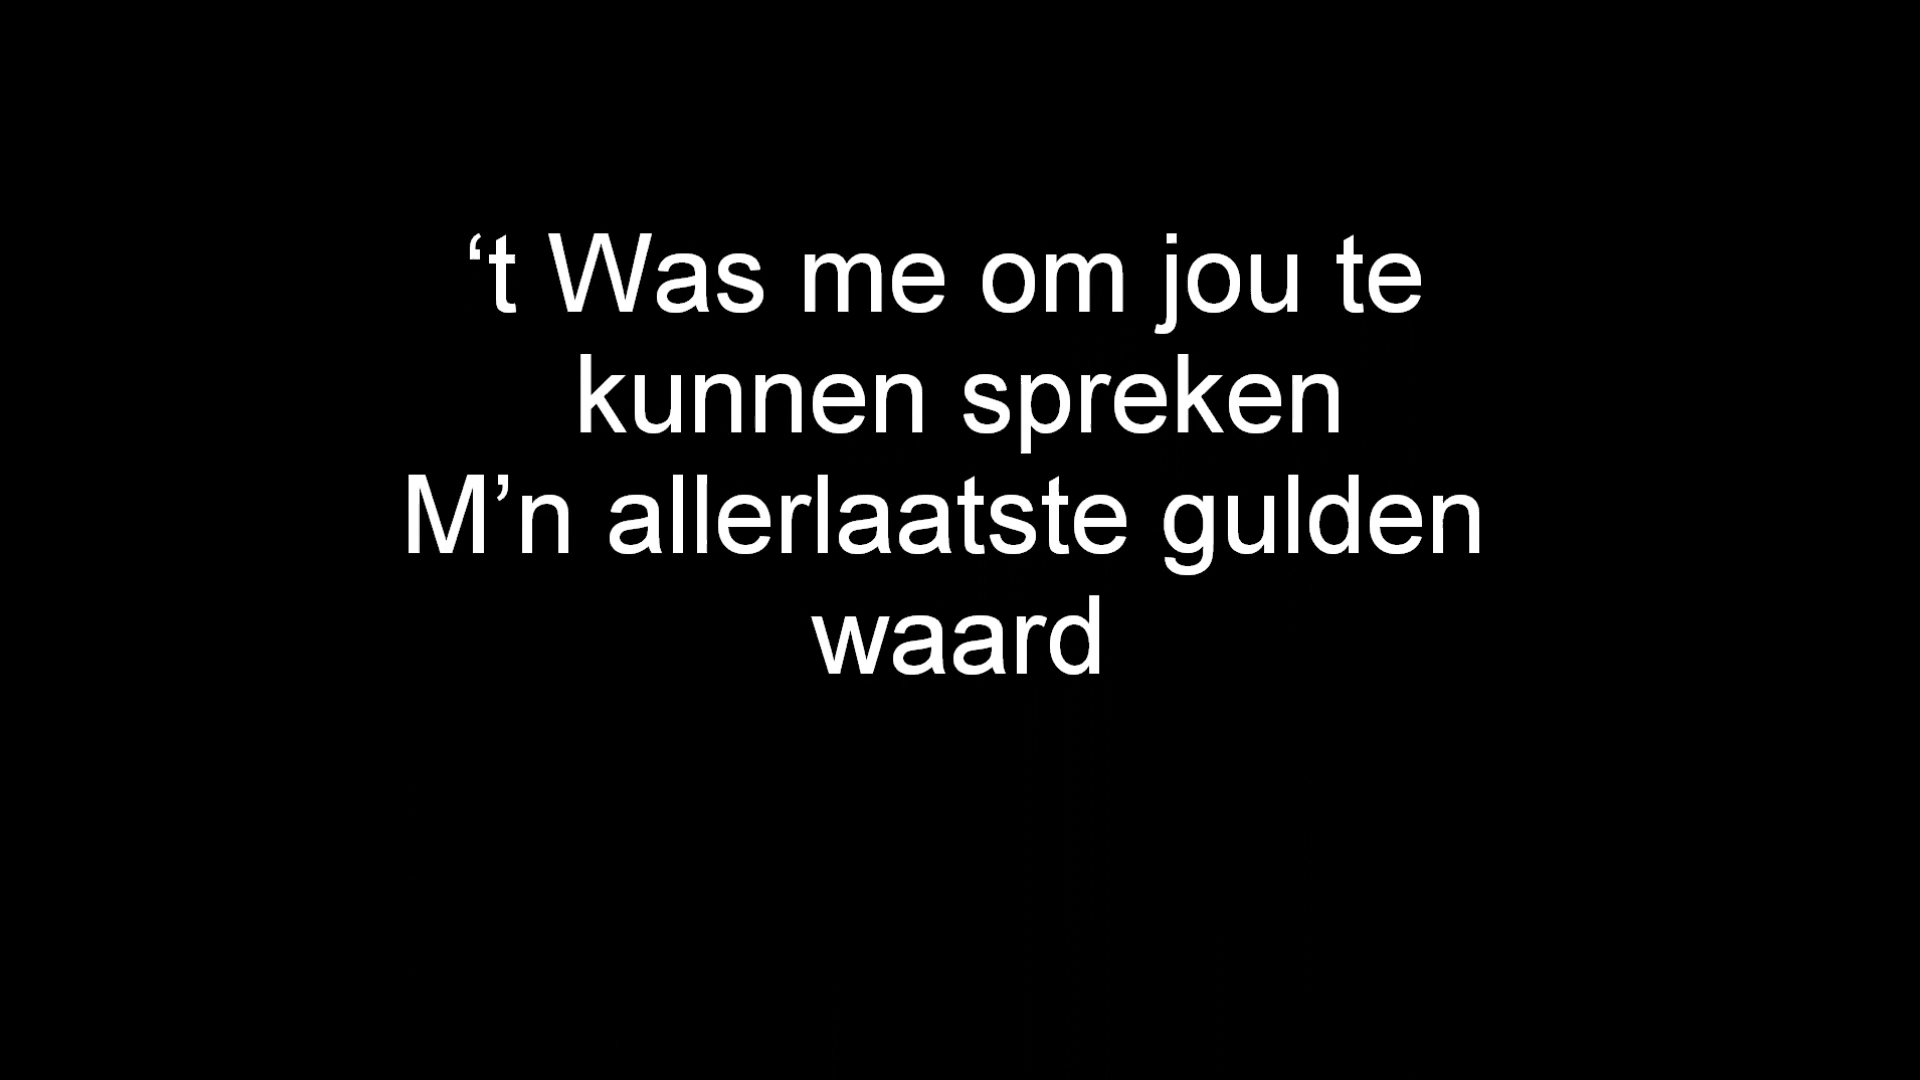 ‘t Was me om jou te
kunnen spreken
M’n allerlaatste gulden
waard